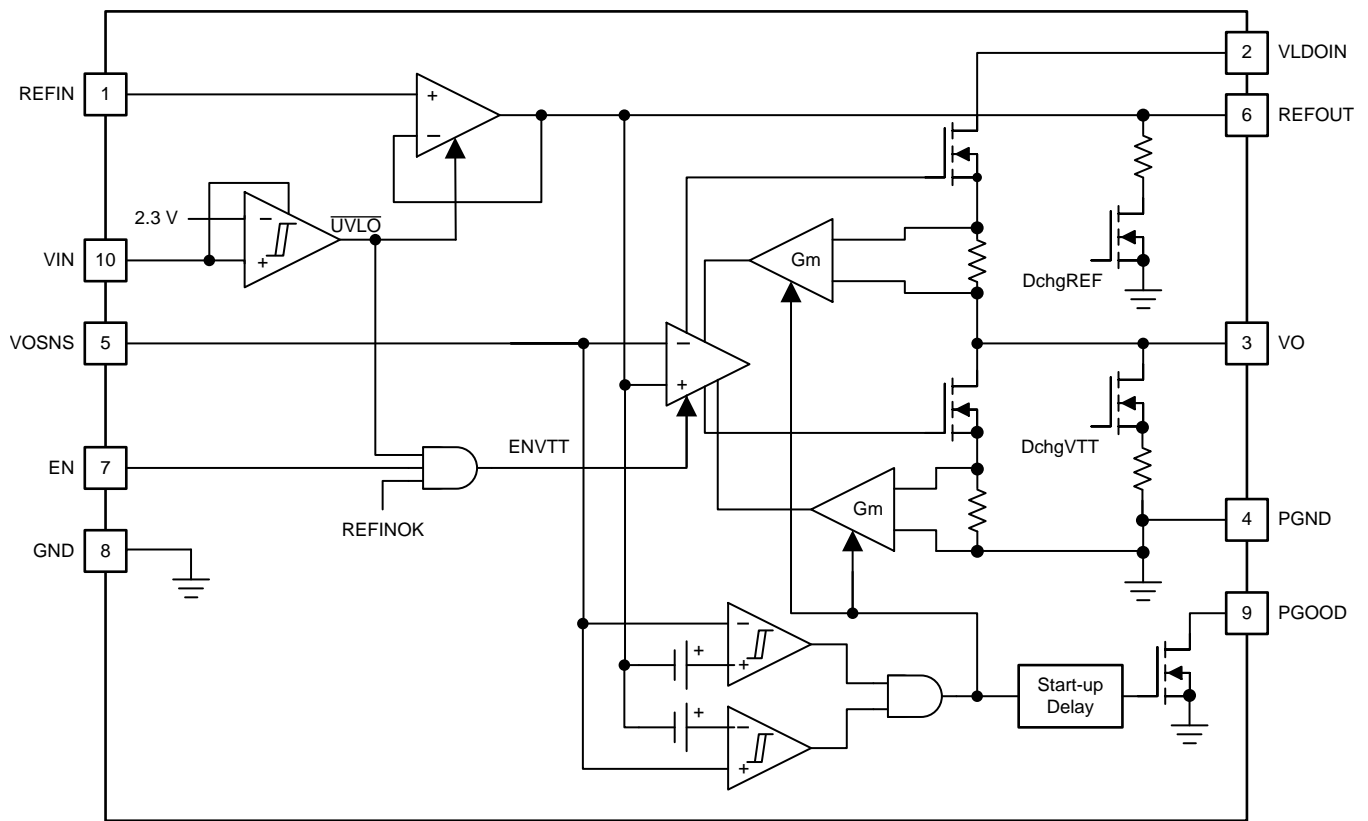 2 VLDOIN
REFIN 1
+
−
6 REFOUT
2.3 V
−
+
UVLO
VIN 10
Gm
DchgREF
VOSNS 5
−
+
3 VO
ENVTT
DchgVTT
EN 7
REFINOK
Gm
4 PGND
GND 8
9 PGOOD
−
+
+
Start-up
Delay
+
−
+